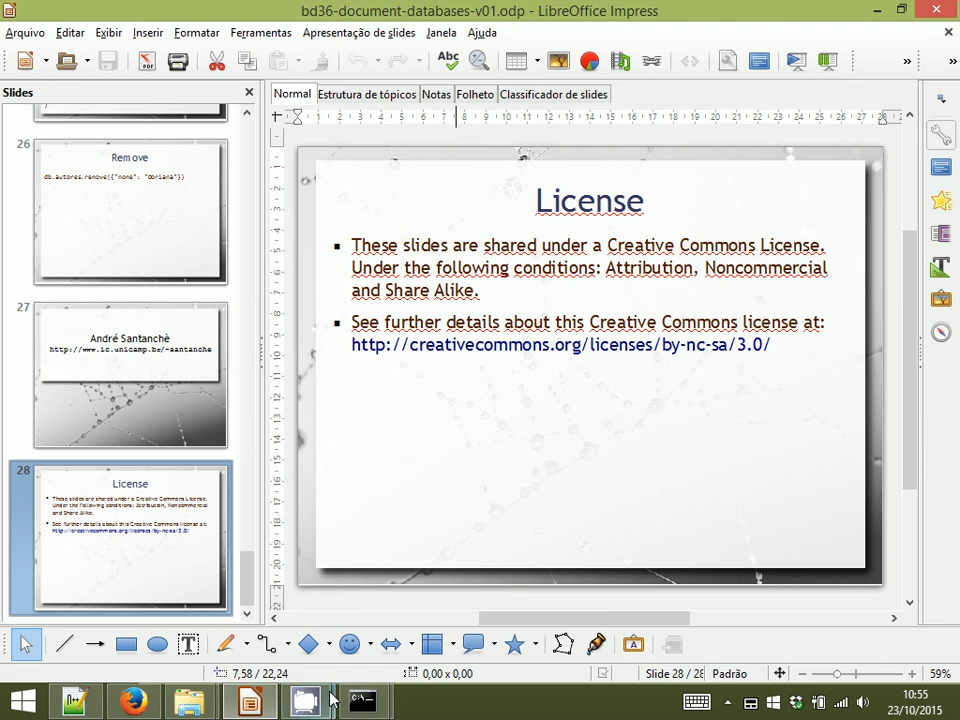 bd36-document-databases-v01.odp - LibreOffice Impress
Arquivo Editar Exibir Inserir Formatar Ferramentas Apresentação de slides Janela Ajuda
Slides
Normal Estrutura de tópicos Notas Folheto Classificador de slides
26
Remove
db.autores.remove({"nome": "Doriana"})
27
André Santanchè
http://www.ic.unicamp.br/~santanche
28
License
These slides are shared under a Creative Commons License.
Under the following conditions: Attribution, Noncommercial
and Share Alike.
See further details about this Creative Commons license at:
http://creativecommons.org/licenses/by-nc-sa/3.0/
License
These slides are shared under a Creative Commons License.
Under the following conditions: Attribution, Noncommercial
and Share Alike.
See further details about this Creative Commons license at:
http://creativecommons.org/licenses/by-nc-sa/3.0/
7,58 / 22,24 0,00 x 0,00 Slide 28 / 28 Padrão 59%
10:55
23/10/2015